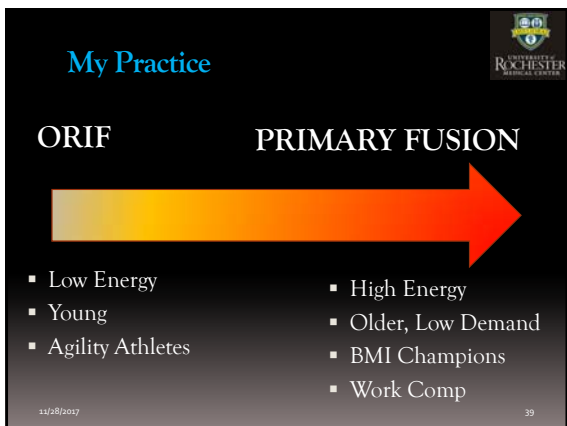 My Practice
UNIVERSITY of
ROCHESTER
MEDICAL CENTER
ORIF
PRIMARY FUSION
▪ Low Energy
▪ Young
▪ Agility Athletes
▪ High Energy
▪ Older, Low Demand
▪ BMI Champions
▪ Work Comp
11/28/2017
39